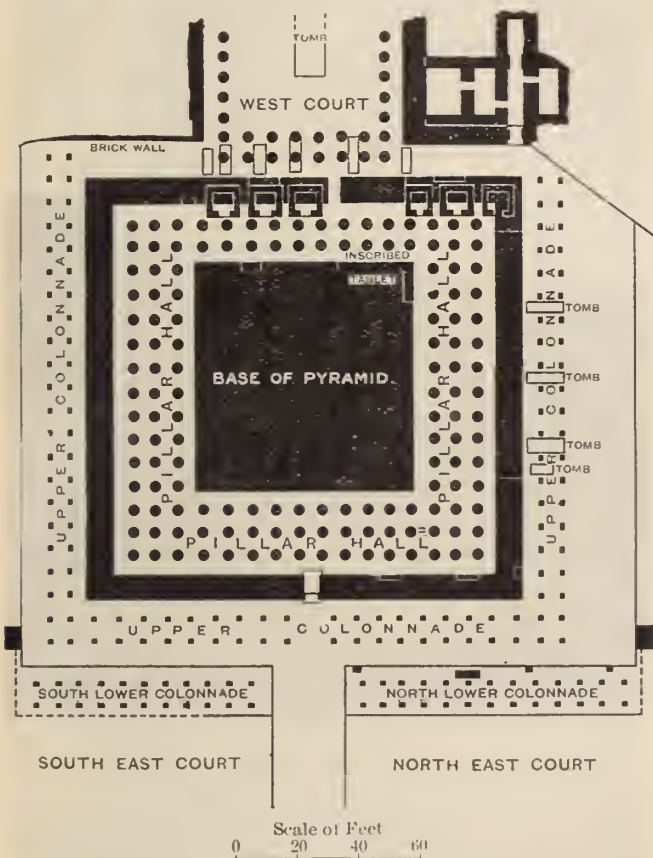 TOMB
WEST COURT
BRICK WALL
UPPER COLONNADE
PILLAR HALL
INSCRIBED
TABLET
BASE OF PYRAMID.
PILLAR HALL
UPPER COLONNADE
TOMB
TOMB
TOMB
TOMB
PILLAR HALL
UPPER COLONNADE
SOUTH LOWER COLONNADE
NORTH LOWER COLONNADE
SOUTH EAST COURT
NORTH EAST COURT
Scale of Feet
0 20 40 60